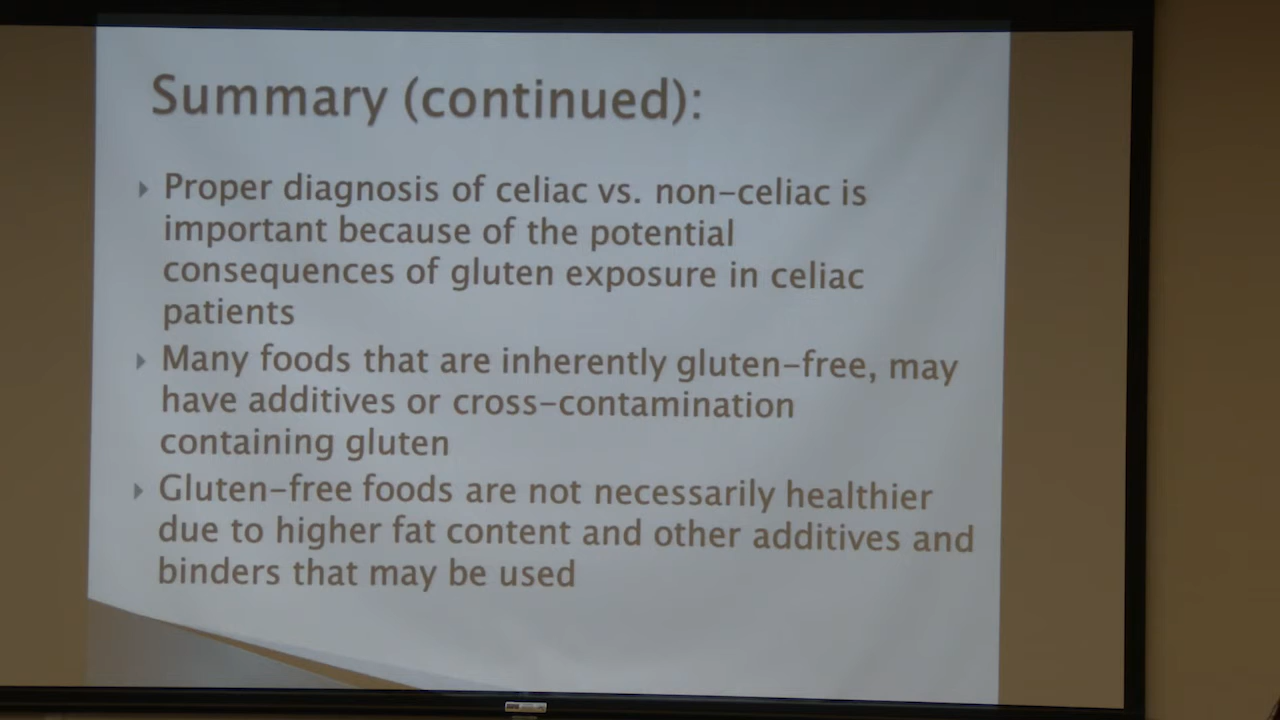 Summary (continued):
Proper diagnosis of celiac vs. non-celiac is
important because of the potential
consequences of gluten exposure in celiac
patients
Many foods that are inherently gluten-free, may
have additives or cross-contamination
containing gluten
Gluten-free foods are not necessarily healthier
due to higher fat content and other additives and
binders that may be used